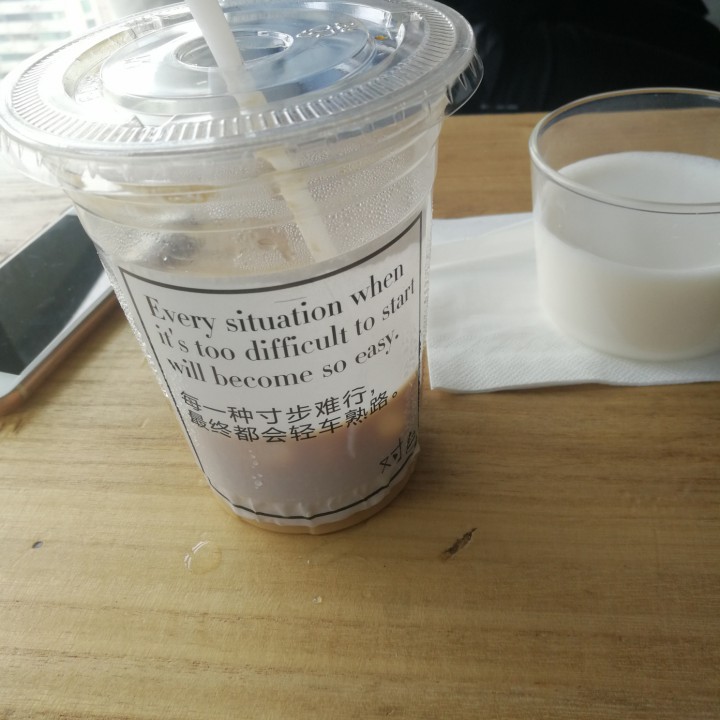 Every situation when
it's too difficult to start
will become so easy.
每一种寸步难行,
最终都会轻车熟路。
对